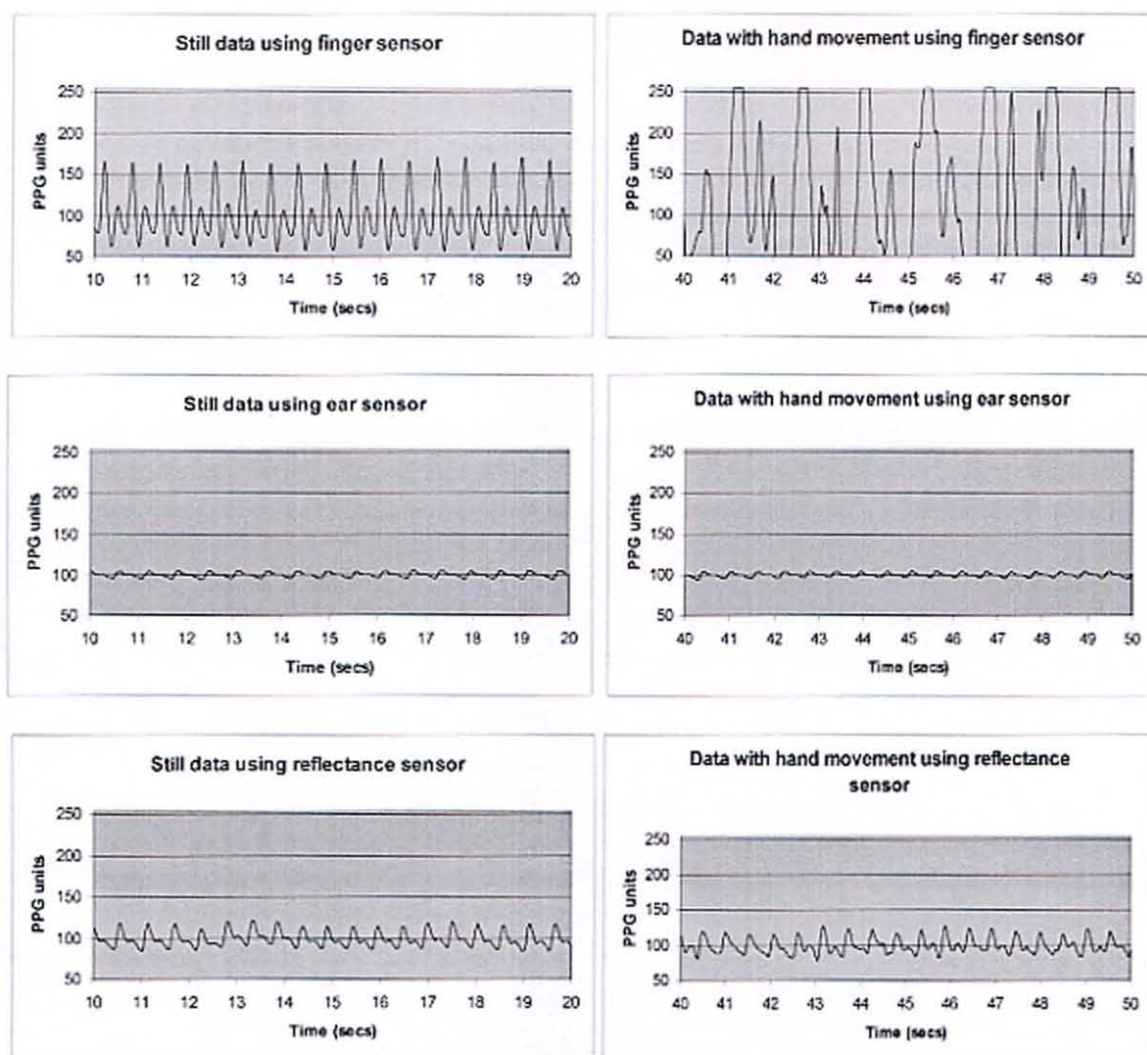 Still data using finger sensor
250
200
150
100
50
PPG units
10 11 12 13 14 15 16 17 18 19 20
Time (secs)
Data with hand movement using finger sensor
250
200
150
100
50
PPG units
40 41 42 43 44 45 46 47 48 49 50
Time (secs)
Still data using ear sensor
250
200
150
100
50
PPG units
10 11 12 13 14 15 16 17 18 19 20
Time (secs)
Data with hand movement using ear sensor
250
200
150
100
50
PPG units
40 41 42 43 44 45 46 47 48 49 50
Time (secs)
Still data using reflectance sensor
250
200
150
100
50
PPG units
10 11 12 13 14 15 16 17 18 19 20
Time (secs)
Data with hand movement using reflectance
sensor
250
200
150
100
50
PPG units
40 41 42 43 44 45 46 47 48 49 50
Time (secs)